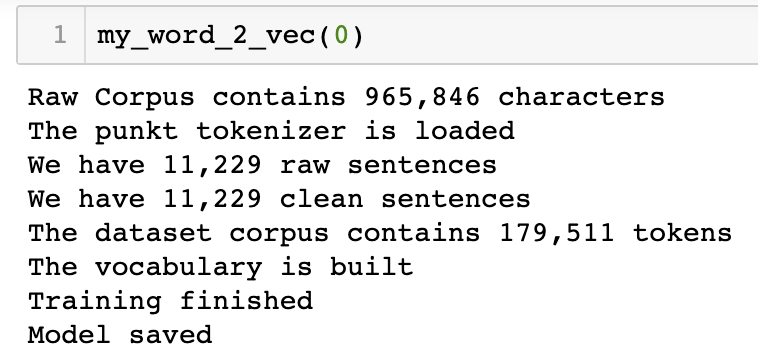 1 my_word_2_vec(0)
Raw Corpus contains 965,846 characters
The punkt tokenizer is loaded
We have 11,229 raw sentences
We have 11,229 clean sentences
The dataset corpus contains 179,511 tokens
The vocabulary is built
Training finished
Model saved